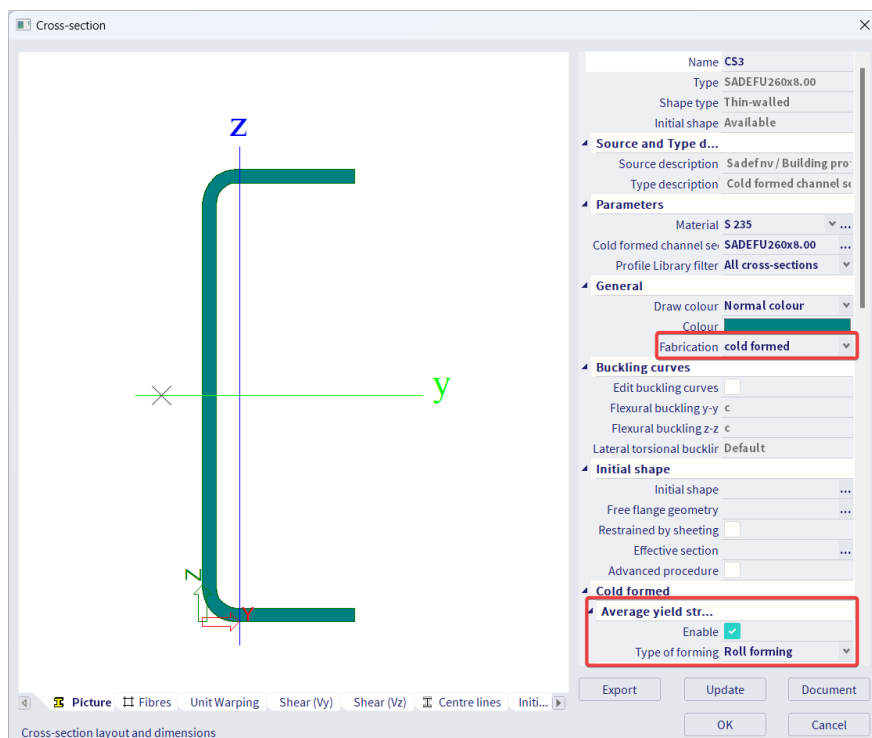 Cross-section
z
y
Z
Y
Name CS3
Type SADEFU260x8.00
Shape type Thin-walled
Initial shape Available
Source and Type d...
Source description Sadef nv / Building pro
Type description Cold formed channel se
Parameters
Material S 235 ...
Cold formed channel se SADEFU260x8.00 ...
Profile Library filter All cross-sections
General
Draw colour Normal colour
Colour
Fabrication cold formed
Buckling curves
Edit buckling curves
Flexural buckling y-y c
Flexural buckling z-z c
Lateral torsional bucklir Default
Initial shape
Initial shape ...
Free flange geometry ...
Restrained by sheeting
Effective section ...
Advanced procedure
Cold formed
Average yield str...
Enable
Type of forming Roll forming
Picture Fibres Unit Warping Shear (Vy) Shear (Vz) Centre lines Initi...
Export Update Document
Cross-section layout and dimensions
OK Cancel